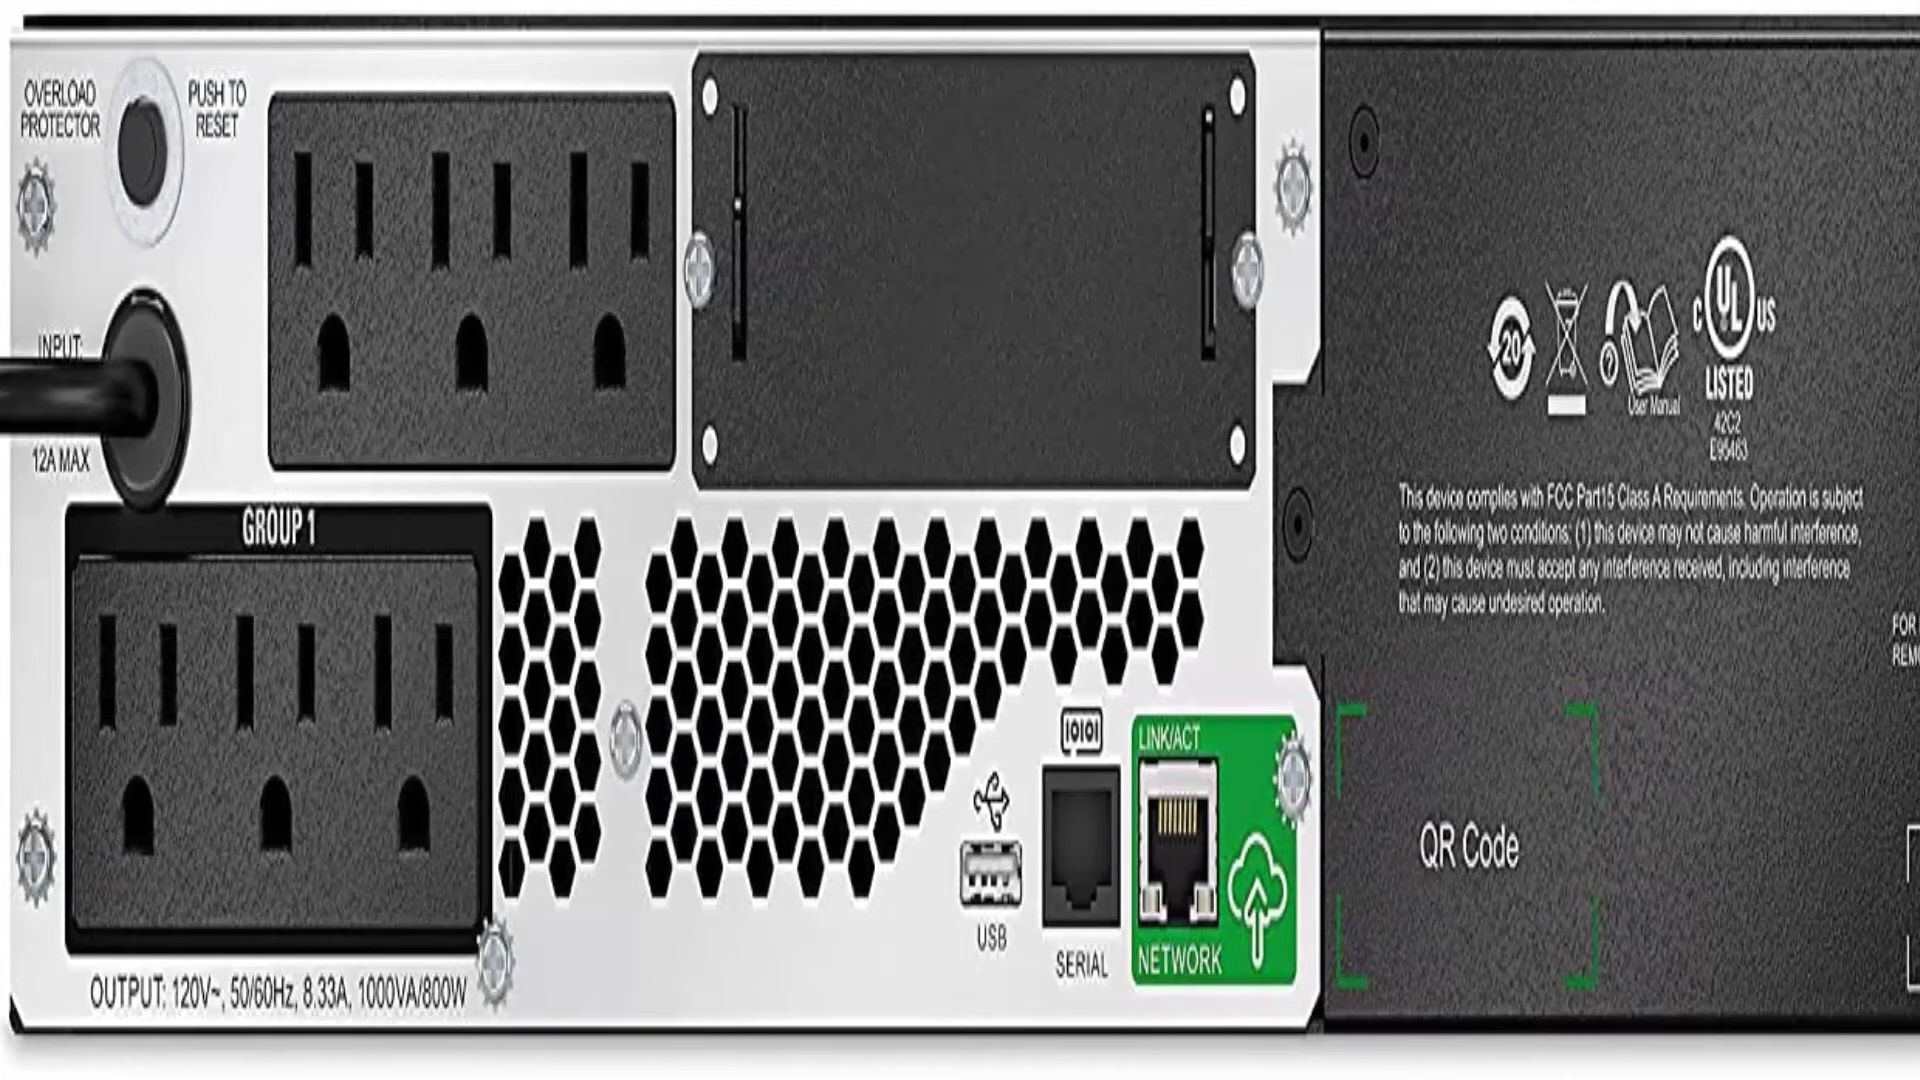 OVERLOAD
PROTECTOR
PUSH TO
RESET
INPUT:
12A MAX
GROUP 1
OUTPUT: 120V~, 50/60Hz, 8.33A, 1000VA/800W
USB
IOIOI
SERIAL
LINK/ACT
NETWORK
20
?
User Manual
C UL US
LISTED
42C2
E95463
This device complies with FCC Part15 Class A Requirements. Operation is subject
to the following two conditions: (1) this device may not cause harmful interference,
and (2) this device must accept any interference received, including interference
that may cause undesired operation.
FOR
REMO
QR Code